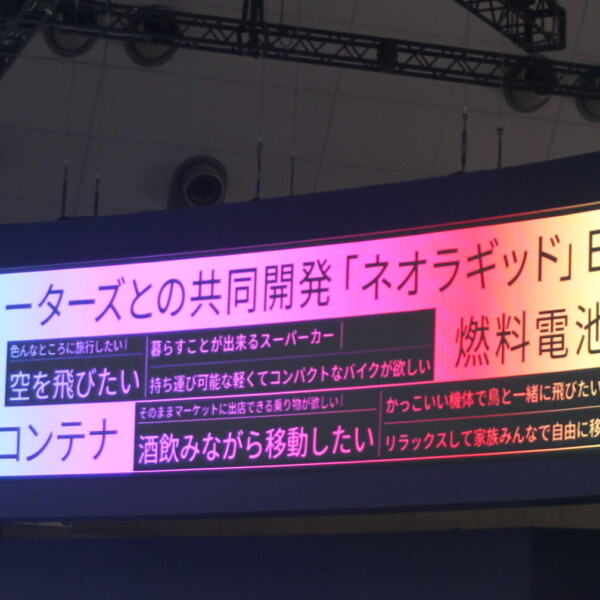 ーターズとの共同開発「ネオラギッド」E
色んなところに旅行したい!
空を飛びたい
暮らすことが出来るスーパーカー
持ち運び可能な軽くてコンパクトなバイクが欲しい
燃料電池
コンテナ
そのままマーケットに出店できる乗り物が欲しい!
酒飲みながら移動したい
かっこいい機体で鳥と一緒に飛びたい
リラックスして家族みんなで自由に移